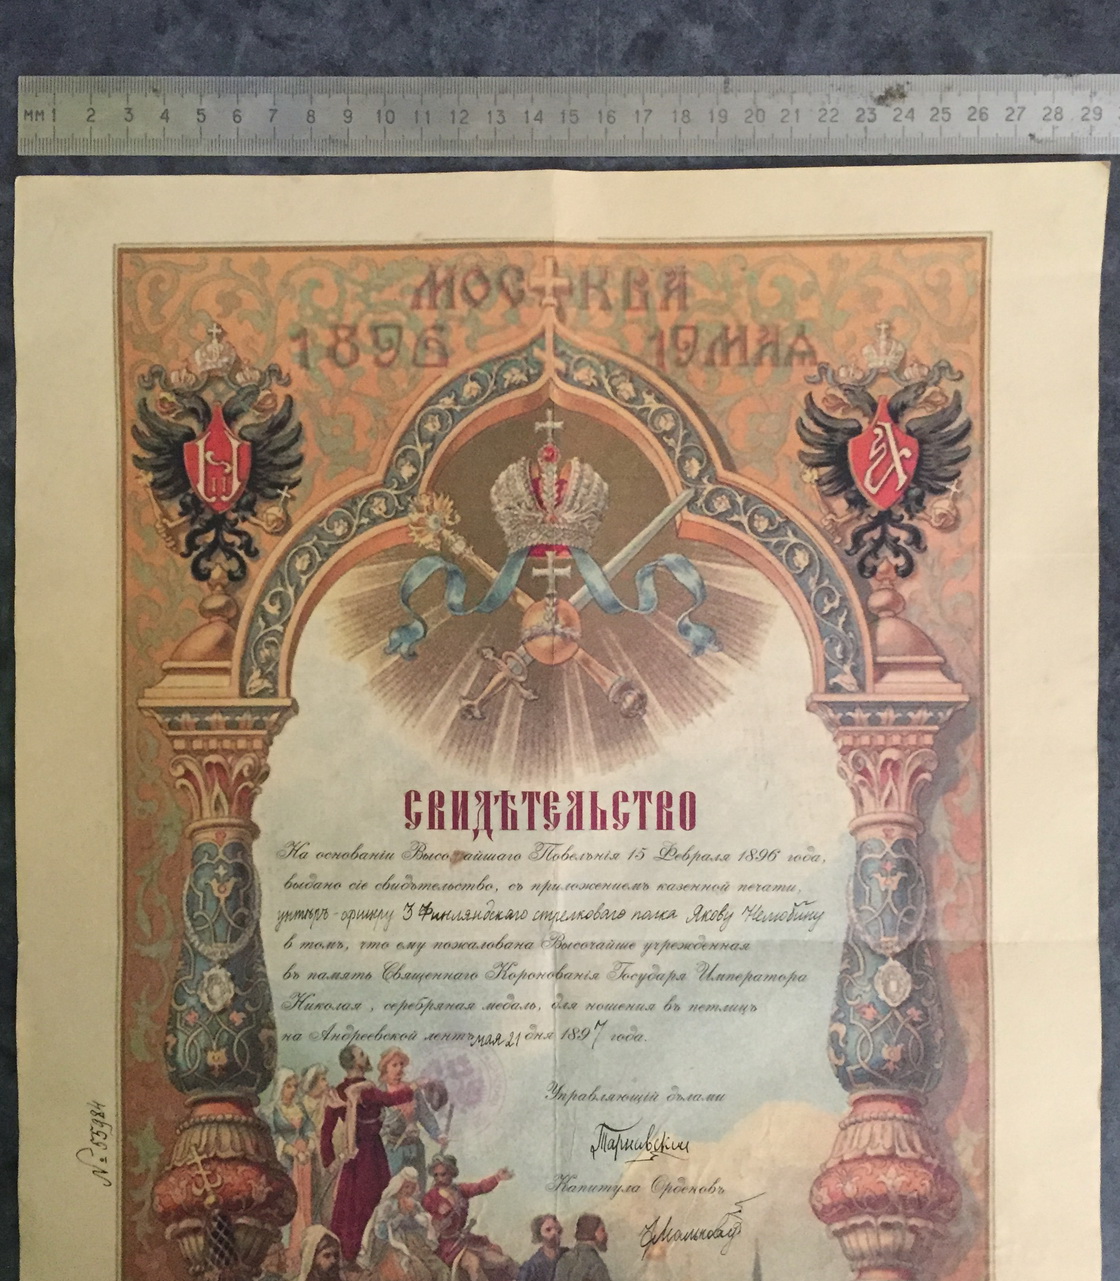 мм 1 2 3 4 5 6 7 8 9 10 11 12 13 14 15 16 17 18 19 20 21 22 23 24 25 26 27 28 29
МОСКВА
1896 19 МАЯ
Н II
А
СВИДѢТЕЛЬСТВО
На основаніи Высочайшаго Повелѣнія 15 Февраля 1896 года,
выдано сіе свидѣтельство, съ приложеніемъ казенной печати,
унтеръ-офицеру 3 Финляндскаго стрелковаго полка Якову Челюбину
въ томъ, что ему пожалована Высочайше учрежденная
въ память Священнаго Коронованія Государя Императора
Николая, серебряная медаль, для ношенія въ петлицѣ
на Андреевской лентѣ мая 21 дня 1897 года.
Управляющій дѣлами
Тарновскій
Капитула Орденовъ
№ 55984